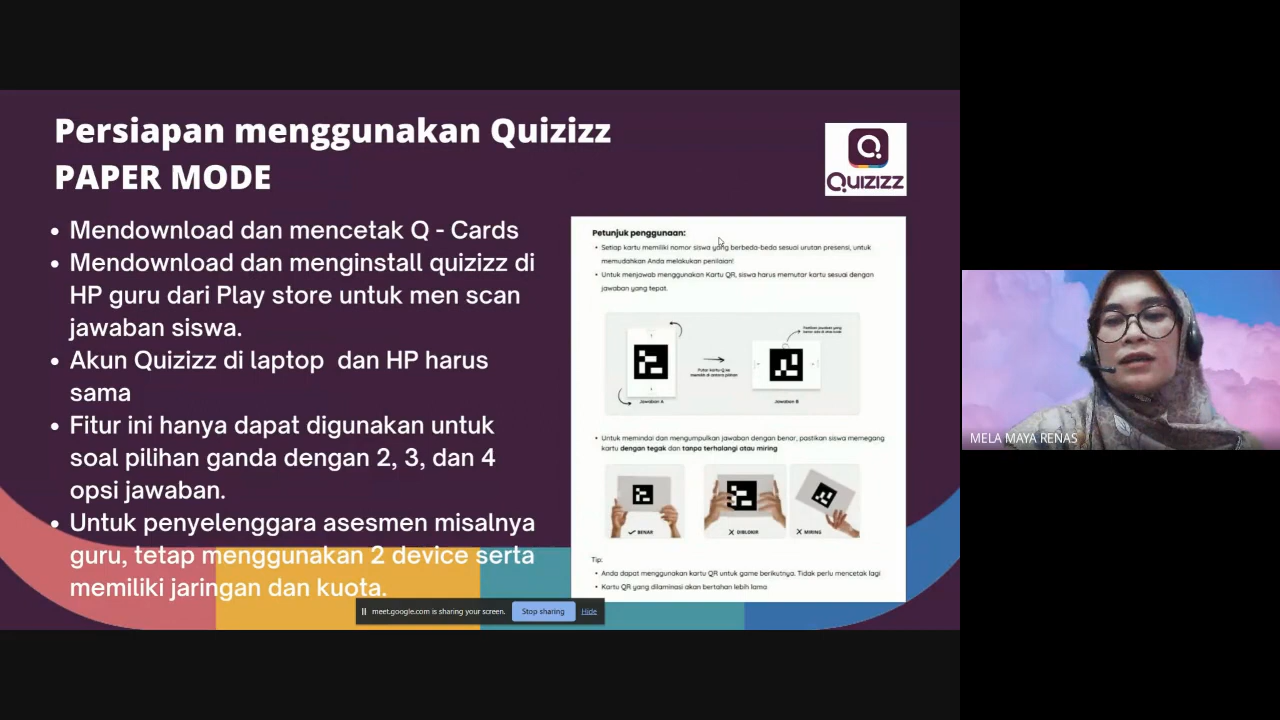 Persiapan menggunakan Quizizz
PAPER MODE
Quizizz
• Mendownload dan mencetak Q - Cards
• Mendownload dan menginstall quizizz di
HP guru dari Play store untuk men scan
jawaban siswa.
• Akun Quizizz di laptop dan HP harus
sama
• Fitur ini hanya dapat digunakan untuk
soal pilihan ganda dengan 2, 3, dan 4
opsi jawaban.
• Untuk penyelenggara asesmen misalnya
guru, tetap menggunakan 2 device serta
memiliki jaringan dan kuota.
Petunjuk penggunaan:
• Setiap kartu memiliki nomor siswa yang berbeda-beda sesuai urutan presensi, untuk
memudahkan Anda melakukan penilaian!
• Untuk menjawab menggunakan Kartu QR, siswa harus memutar kartu sesuai dengan
jawaban yang tepat.
Putar kartu Q ke
Jawaban A
Jawaban B
• Untuk memindai dan mengumpulkan jawaban dengan benar, pastikan siswa memegang
kartu dengan tegak dan tanpa terhalangi atau miring
BENAR
DIBLOKIR
MIRING
Tip:
• Anda dapat menggunakan kartu QR untuk game berikutnya. Tidak perlu mencetak lagi
• Kartu QR yang dilaminasi akan bertahan lebih lama
meet.google.com is sharing your screen.
Stop sharing
Hide
MELA MAYA RENAS